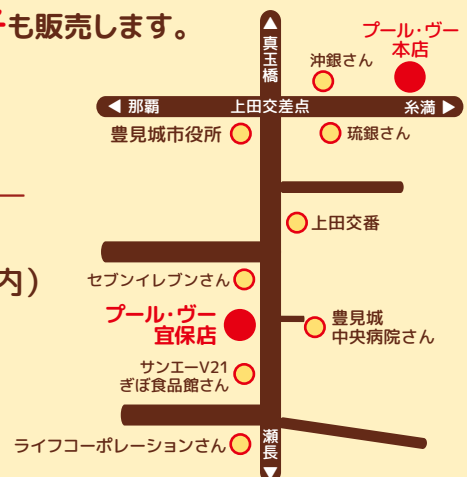 も販売します。
▲
真玉橋
プール・ヴー
本店
沖銀さん
◀ 那覇
上田交差点
糸満 ▶
豊見城市役所
琉銀さん
上田交番
内）
セブンイレブンさん
プール・ヴー
宜保店
豊見城
中央病院さん
サンエーV21
ぎぼ食品館さん
ライフコーポレーションさん
瀬長
▼